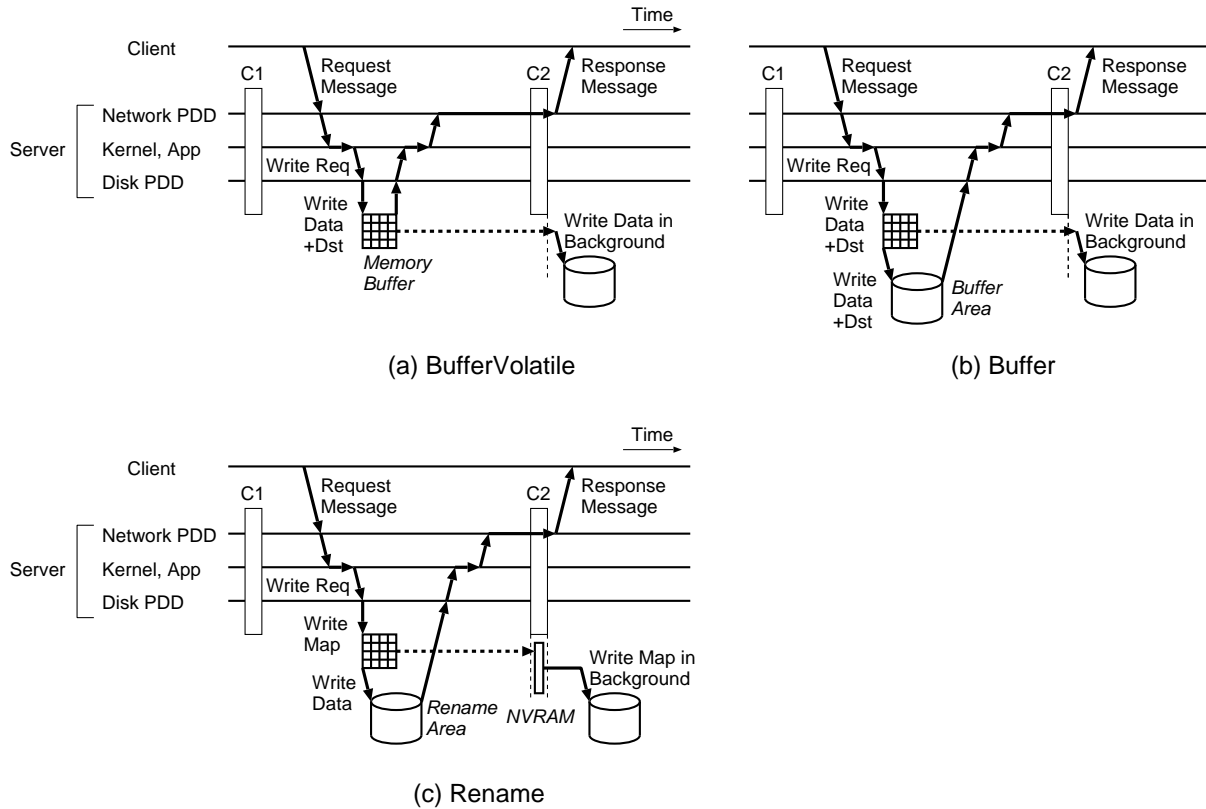 Time
Client
C1
C2
Request
Message
Response
Message
Server
Network PDD
Kernel, App
Disk PDD
Write Req
Write
Data
+Dst
Memory
Buffer
Write Data in
Background
(a) BufferVolatile
Time
C1
C2
Request
Message
Response
Message
Write Req
Write
Data
+Dst
Write
Data
+Dst
Buffer
Area
Write Data in
Background
(b) Buffer
Time
Client
C1
C2
Request
Message
Response
Message
Server
Network PDD
Kernel, App
Disk PDD
Write Req
Write
Map
Write
Data
Rename
Area
NVRAM
Write Map in
Background
(c) Rename